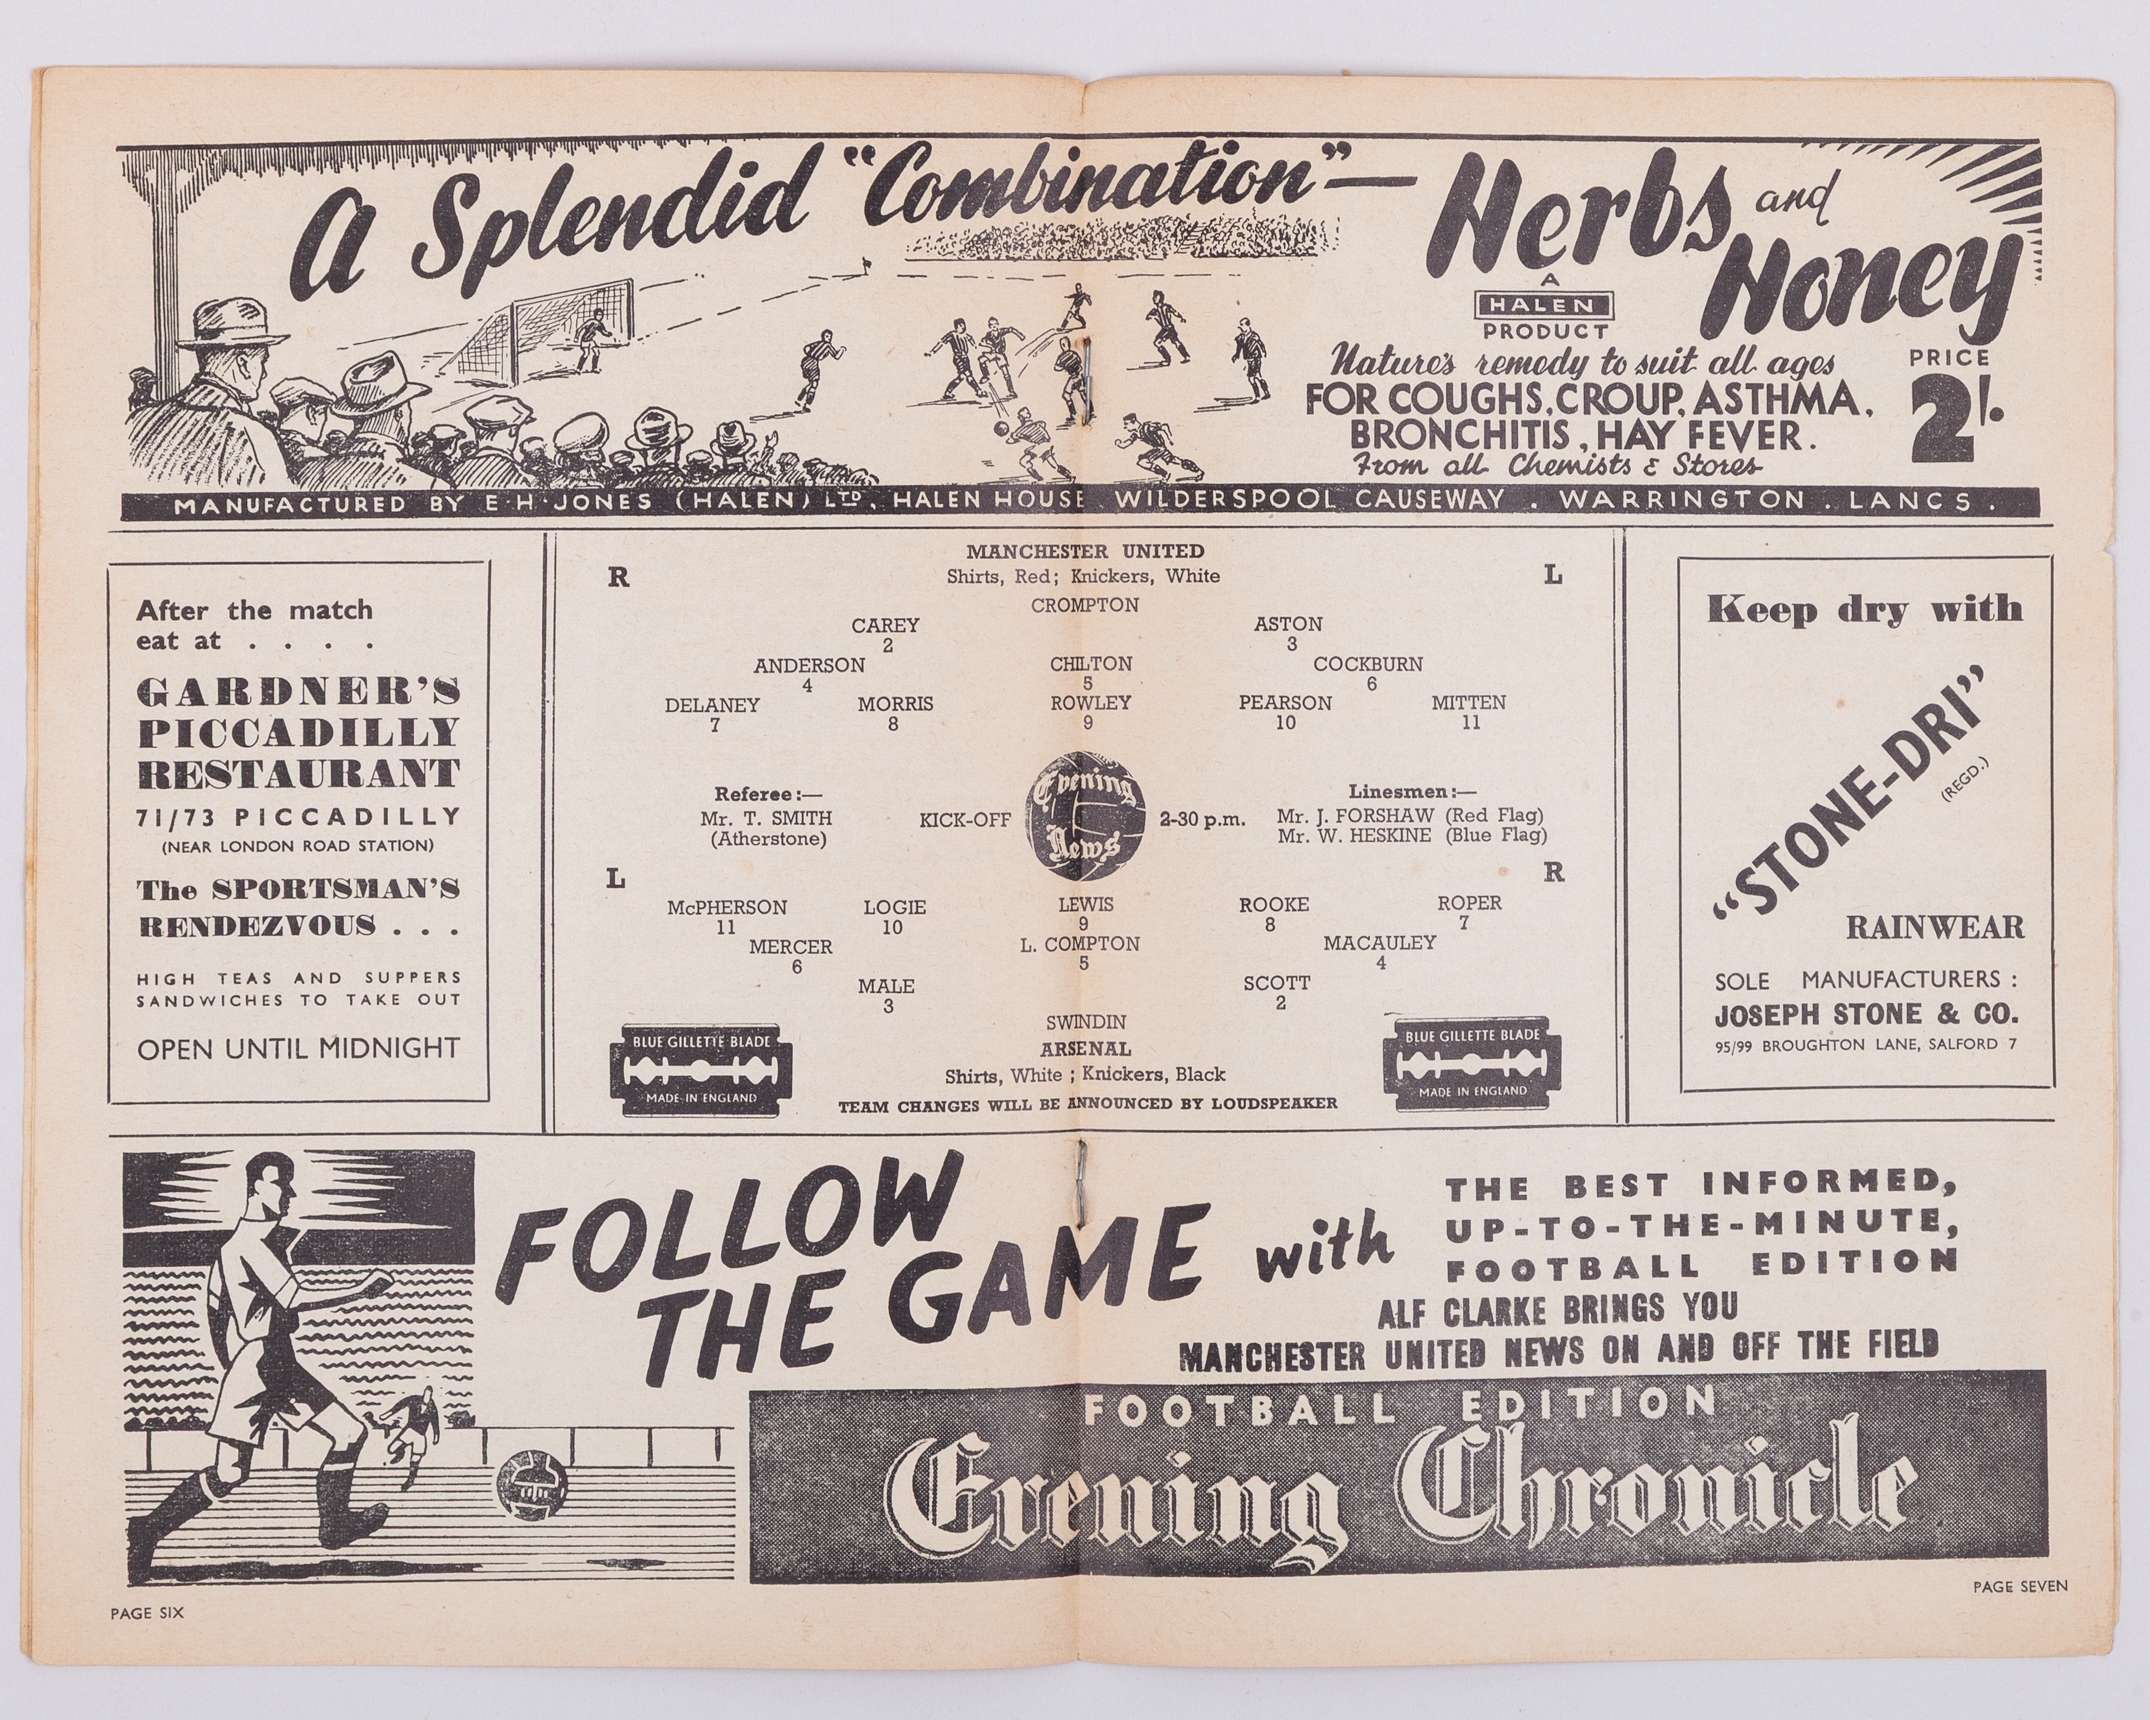 A Splendid "Combination"— Herbs and Honey
A
HALEN
PRODUCT
Nature's remedy to suit all ages
FOR COUGHS, CROUP, ASTHMA,
BRONCHITIS, HAY FEVER.
From all Chemists & Stores
PRICE
2/-
MANUFACTURED BY E·H·JONES (HALEN) LTD, HALEN HOUSE WILDERSPOOL CAUSEWAY . WARRINGTON . LANCS .
After the match
eat at . . . .
GARDNER'S
PICCADILLY
RESTAURANT
71/73 PICCADILLY
(NEAR LONDON ROAD STATION)
The SPORTSMAN'S
RENDEZVOUS . . .
HIGH TEAS AND SUPPERS
SANDWICHES TO TAKE OUT
OPEN UNTIL MIDNIGHT
MANCHESTER UNITED
R Shirts, Red; Knickers, White L
CROMPTON
CAREY ASTON
2 3
ANDERSON CHILTON COCKBURN
4 5 6
DELANEY MORRIS ROWLEY PEARSON MITTEN
7 8 9 10 11
Referee:—
Mr. T. SMITH
(Atherstone)
KICK-OFF
Evening
News
2-30 p.m.
Linesmen:—
Mr. J. FORSHAW (Red Flag)
Mr. W. HESKINE (Blue Flag)
L R
McPHERSON LOGIE LEWIS ROOKE ROPER
11 10 9 8 7
MERCER L. COMPTON MACAULEY
6 5 4
MALE SCOTT
3 2
SWINDIN
ARSENAL
Shirts, White ; Knickers, Black
TEAM CHANGES WILL BE ANNOUNCED BY LOUDSPEAKER
BLUE GILLETTE BLADE
MADE IN ENGLAND
BLUE GILLETTE BLADE
MADE IN ENGLAND
Keep dry with
"STONE-DRI"
(REGD.)
RAINWEAR
SOLE MANUFACTURERS :
JOSEPH STONE & CO.
95/99 BROUGHTON LANE, SALFORD 7
FOLLOW
THE GAME with
THE BEST INFORMED,
UP-TO-THE-MINUTE,
FOOTBALL EDITION
ALF CLARKE BRINGS YOU
MANCHESTER UNITED NEWS ON AND OFF THE FIELD
FOOTBALL EDITION
Evening Chronicle
PAGE SIX
PAGE SEVEN